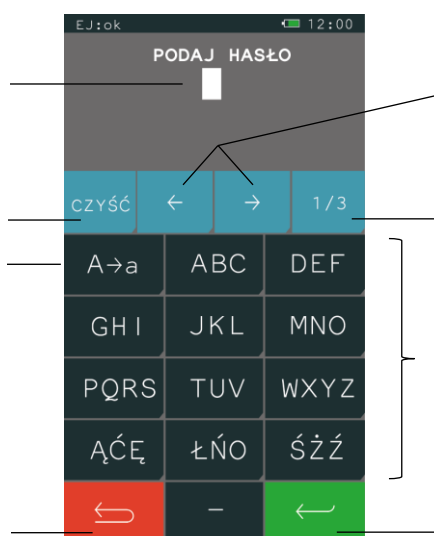 EJ:ok 12:00
PODAJ HASŁO
CZYŚĆ ← → 1/3
A→a ABC DEF
GHI JKL MNO
PQRS TUV WXYZ
ĄĆĘ ŁŃO ŚŻŹ
–